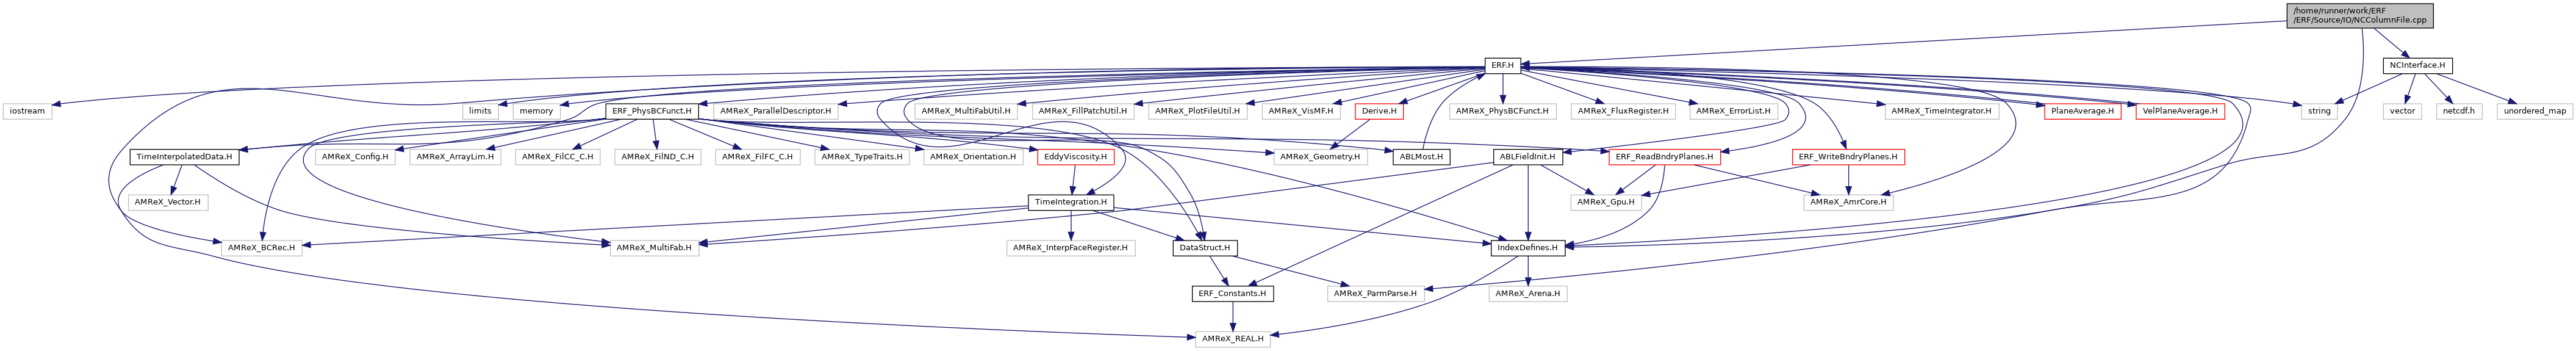 /home/runner/work/ERF
/ERF/Source/IO/NCColumnFile.cpp
ERF.H
NCInterface.H
iostream
limits
memory
ERF_PhysBCFunct.H
AMReX_ParallelDescriptor.H
AMReX_MultiFabUtil.H
AMReX_FillPatchUtil.H
AMReX_PlotFileUtil.H
AMReX_VisMF.H
Derive.H
AMReX_PhysBCFunct.H
AMReX_FluxRegister.H
AMReX_ErrorList.H
AMReX_TimeIntegrator.H
PlaneAverage.H
VelPlaneAverage.H
string
vector
netcdf.h
unordered_map
TimeInterpolatedData.H
AMReX_Config.H
AMReX_ArrayLim.H
AMReX_FilCC_C.H
AMReX_FilND_C.H
AMReX_FilFC_C.H
AMReX_TypeTraits.H
AMReX_Orientation.H
EddyViscosity.H
AMReX_Geometry.H
ABLMost.H
ABLFieldInit.H
ERF_ReadBndryPlanes.H
ERF_WriteBndryPlanes.H
AMReX_Vector.H
TimeIntegration.H
AMReX_Gpu.H
AMReX_AmrCore.H
AMReX_BCRec.H
AMReX_MultiFab.H
AMReX_InterpFaceRegister.H
DataStruct.H
IndexDefines.H
ERF_Constants.H
AMReX_ParmParse.H
AMReX_Arena.H
AMReX_REAL.H